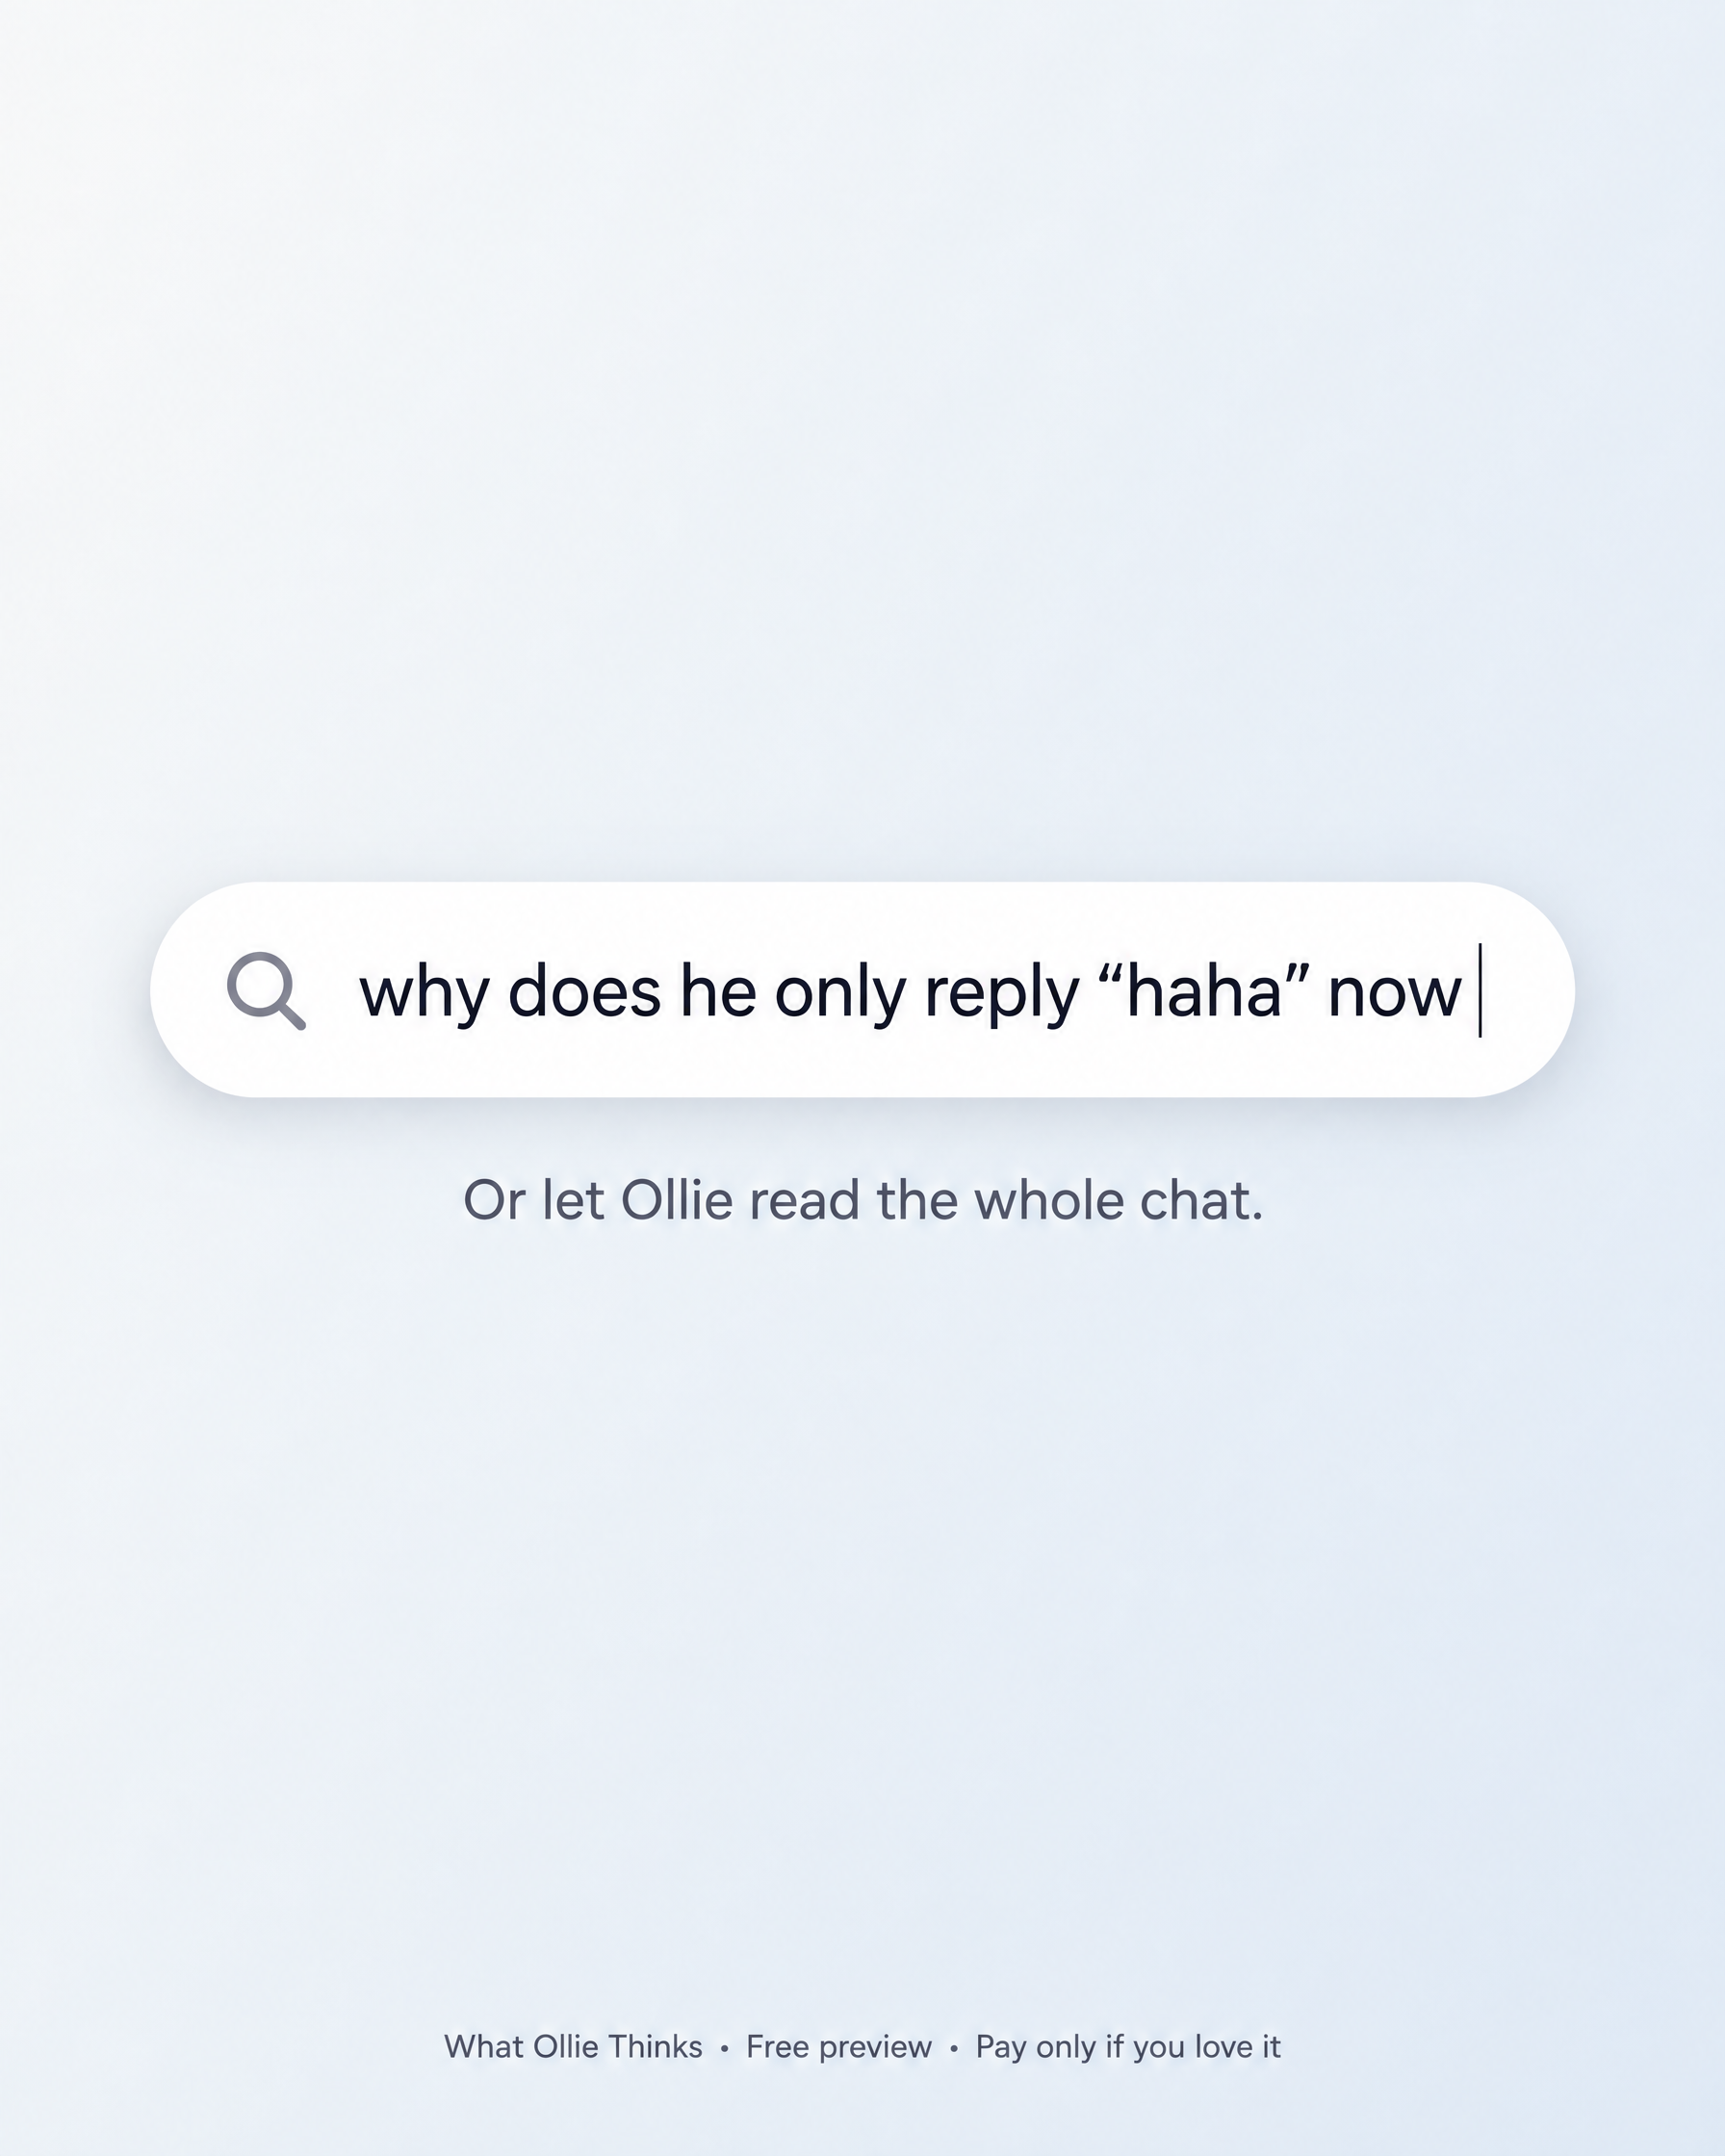 why does he only reply “haha” now
Or let Ollie read the whole chat.
What Ollie Thinks • Free preview • Pay only if you love it